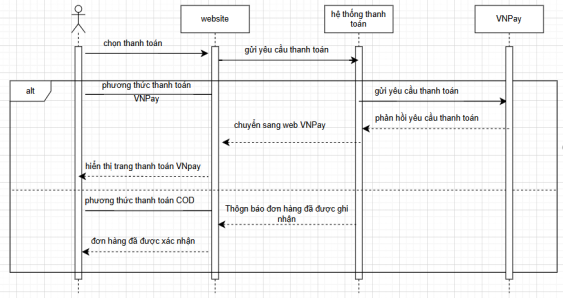 website
hệ thống thanh
toán
VNPay
chọn thanh toán
gửi yêu cầu thanh toán
alt
phương thức thanh toán
VNPay
gửi yêu cầu thanh toán
phản hồi yêu cầu thanh toán
chuyển sang web VNPay
hiển thị trang thanh toán VNpay
phương thức thanh toán COD
Thôgn báo đơn hàng đã được ghi
nhận
đơn hàng đã được xác nhận